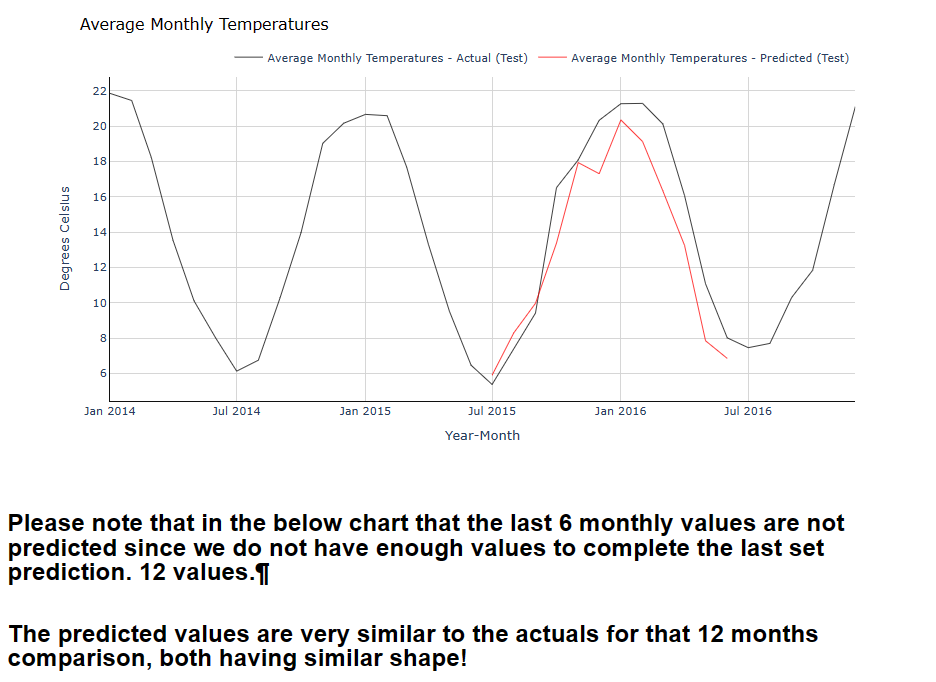 Average Monthly Temperatures
Average Monthly Temperatures - Actual (Test)
Average Monthly Temperatures - Predicted (Test)
22
20
18
16
14
12
10
8
6
Degrees Celsius
Jan 2014
Jul 2014
Jan 2015
Jul 2015
Jan 2016
Jul 2016
Year-Month
Please note that in the below chart that the last 6 monthly values are not
predicted since we do not have enough values to complete the last set
prediction. 12 values.¶
The predicted values are very similar to the actuals for that 12 months
comparison, both having similar shape!